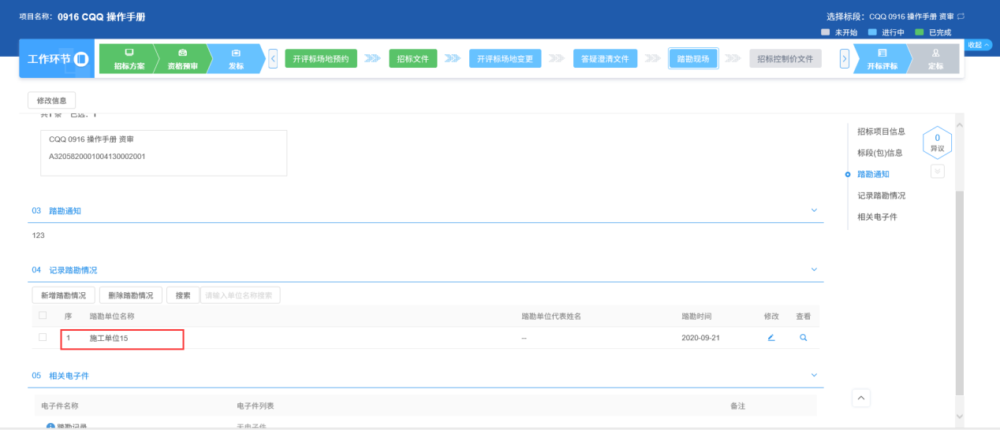 项目名称: 0916 CQQ 操作手册
选择标段: CQQ 0916 操作手册 资审
未开始 进行中 已完成
工作环节 招标方案 资格预审 发标 开评标场地预约 招标文件 开评标场地变更 答疑澄清文件 踏勘现场 招标控制价文件 开标评标 定标
收起
修改信息
共1条 已选: 1
CQQ 0916 操作手册 资审
A3205820001004130002001
招标项目信息
标段(包)信息
踏勘通知
记录踏勘情况
相关电子件
0
异议
03 踏勘通知
123
04 记录踏勘情况
新增踏勘情况 删除踏勘情况 搜索 请输入单位名称搜索
序 踏勘单位名称 踏勘单位代表姓名 踏勘时间 修改 查看
1 施工单位15 -- 2020-09-21
05 相关电子件
电子件名称 电子件列表 备注
踏勘记录 无电子件